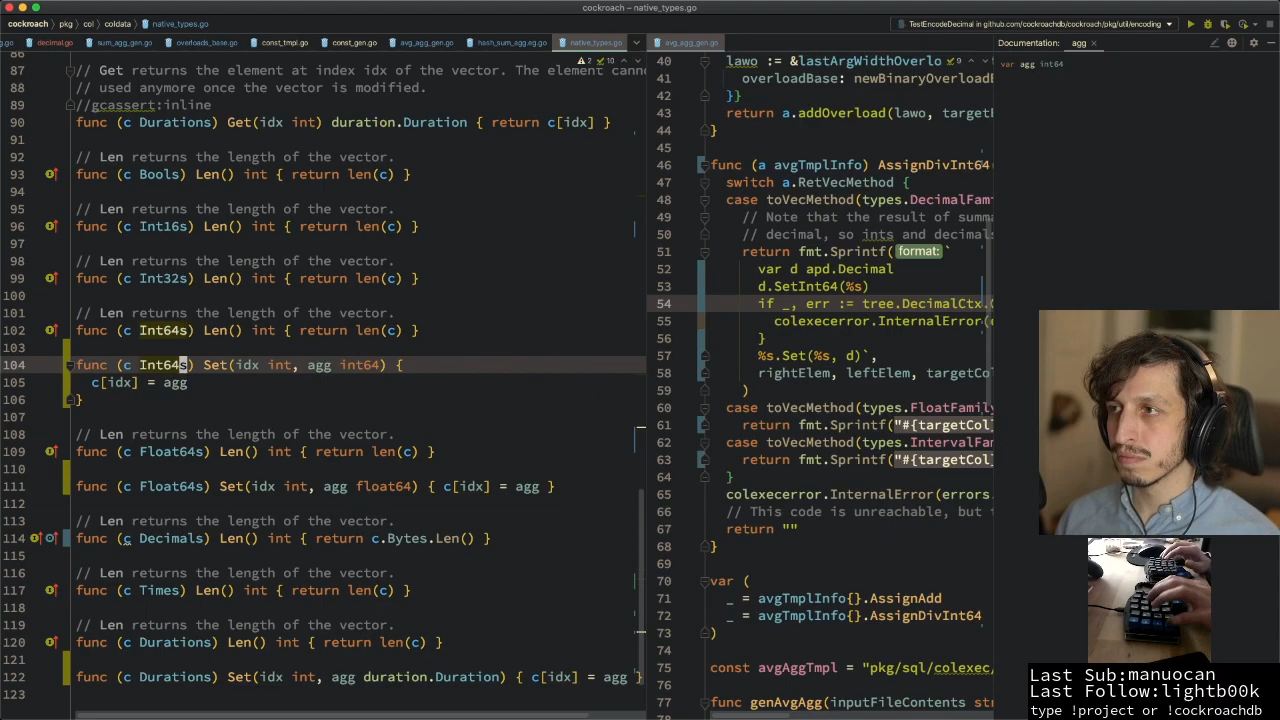 cockroach – native_types.go
cockroach
pkg
col
coldata
native_types.go
TestEncodeDecimal in github.com/cockroachdb/cockroach/pkg/util/encoding
go
decimal.go
sum_agg_gen.go
overloads_base.go
const_tmpl.go
const_gen.go
avg_agg_gen.go
hash_sum_agg.eg.go
native_types.go
avg_agg_gen.go
Documentation: agg
var agg int64
2 10
86
87 // Get returns the element at index idx of the vector. The element cannot
88 // used anymore once the vector is modified.
89 //gcassert:inline
90 func (c Durations) Get(idx int) duration.Duration { return c[idx] }
91
92 // Len returns the length of the vector.
93 func (c Bools) Len() int { return len(c) }
94
95 // Len returns the length of the vector.
96 func (c Int16s) Len() int { return len(c) }
97
98 // Len returns the length of the vector.
99 func (c Int32s) Len() int { return len(c) }
100
101 // Len returns the length of the vector.
102 func (c Int64s) Len() int { return len(c) }
103
104 func (c Int64s) Set(idx int, agg int64) {
105 c[idx] = agg
106 }
107
108 // Len returns the length of the vector.
109 func (c Float64s) Len() int { return len(c) }
110
111 func (c Float64s) Set(idx int, agg float64) { c[idx] = agg }
112
113 // Len returns the length of the vector.
114 func (c Decimals) Len() int { return c.Bytes.Len() }
115
116 // Len returns the length of the vector.
117 func (c Times) Len() int { return len(c) }
118
119 // Len returns the length of the vector.
120 func (c Durations) Len() int { return len(c) }
121
122 func (c Durations) Set(idx int, agg duration.Duration) { c[idx] = agg }
123
9
40 lawo := &lastArgWidthOverlo
41 overloadBase: newBinaryOverloadB
42 }}
43 return a.addOverload(lawo, targetE
44 }
45
46 func (a avgTmplInfo) AssignDivInt64(
47 switch a.RetVecMethod {
48 case toVecMethod(types.DecimalFam
49 // Note that the result of summa
50 // decimal, so ints and decimals
51 return fmt.Sprintf( format: `
52 var d apd.Decimal
53 d.SetInt64(%s)
54 if _, err := tree.DecimalCtx.
55 colexecerror.InternalError(
56 }
57 %s.Set(%s, d)`,
58 rightElem, leftElem, targetCol
59 )
60 case toVecMethod(types.FloatFamily
61 return fmt.Sprintf("#{targetCol]
62 case toVecMethod(types.IntervalFam
63 return fmt.Sprintf("#{targetCol]
64 }
65 colexecerror.InternalError(errors.
66 // This code is unreachable, but i
67 return ""
68 }
69
70 var (
71 _ = avgTmplInfo{}.AssignAdd
72 _ = avgTmplInfo{}.AssignDivInt64
73 )
74
75 const avgAggTmpl = "pkg/sql/colexec/
76
77 func genAvgAgg(inputFileContents str
78
Last Sub:manuocan
Last Follow:lightb00k
type !project or !cockroachdb